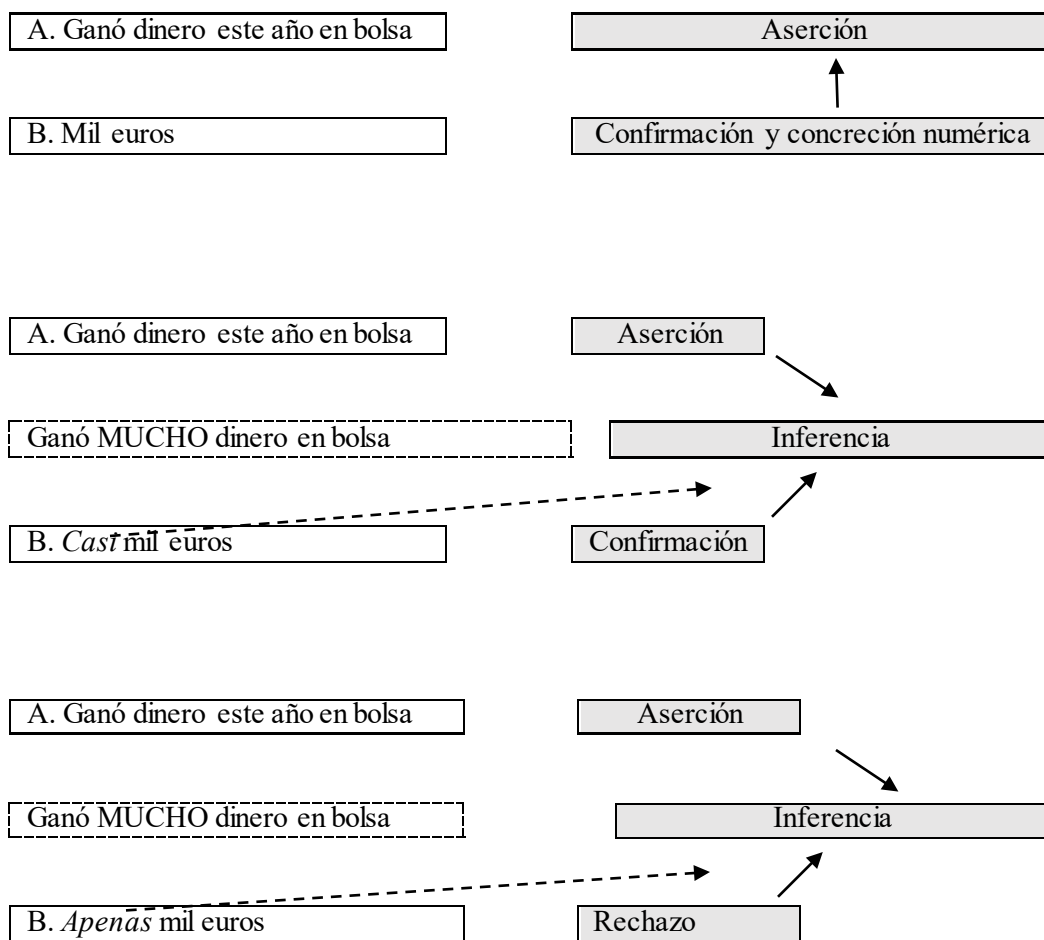 A. Ganó dinero este año en bolsa Aserción
B. Mil euros Confirmación y concreción numérica
A. Ganó dinero este año en bolsa Aserción
Ganó MUCHO dinero en bolsa Inferencia
B. Casi mil euros Confirmación
A. Ganó dinero este año en bolsa Aserción
Ganó MUCHO dinero en bolsa Inferencia
B. Apenas mil euros Rechazo